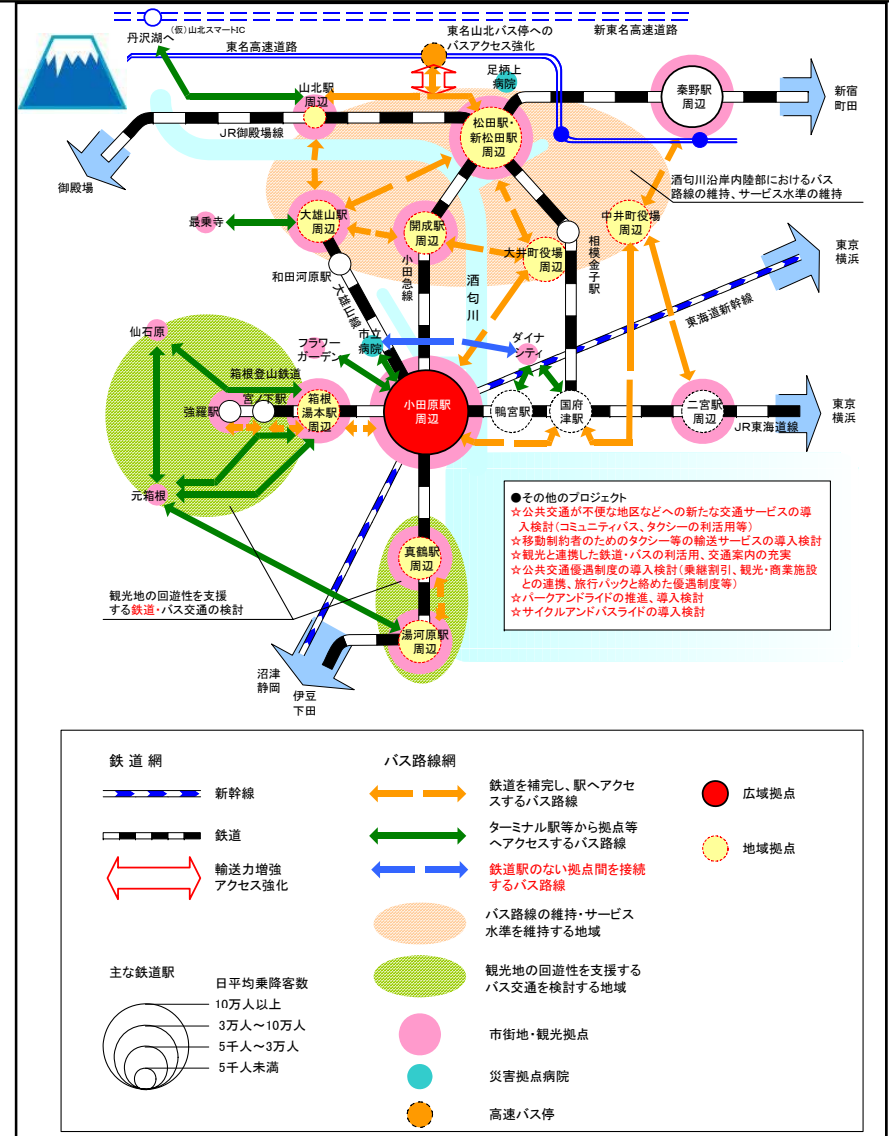 (仮)山北スマートIC
新東名高速道路
丹沢湖へ
東名高速道路
東名山北バス停への
バスアクセス強化
足柄上
病院
山北駅
周辺
秦野駅
周辺
新宿
町田
松田駅・
新松田駅
周辺
JR御殿場線
御殿場
酒匂川沿岸内陸部におけるバス
路線の維持、サービス水準の維持
最乗寺
大雄山駅
周辺
開成駅
周辺
中井町役場
周辺
大井町役場
周辺
相模金子駅
東京
横浜
和田河原駅
小田急線
大雄山線
酒匂川
東海道新幹線
仙石原
フラワー
ガーデン
市立
病院
ダイナ
シティ
箱根登山鉄道
宮ノ下駅
強羅駅
箱根
湯本駅
周辺
小田原駅
周辺
鴨宮駅
国府
津駅
二宮駅
周辺
JR東海道線
東京
横浜
元箱根
●その他のプロジェクト
☆公共交通が不便な地区などへの新たな交通サービスの導
入検討(コミュニティバス、タクシーの利活用等)
☆移動制約者のためのタクシー等の輸送サービスの導入検討
☆観光と連携した鉄道・バスの利活用、交通案内の充実
☆公共交通優遇制度の導入検討(乗継割引、観光・商業施設
との連携、旅行パックと絡めた優遇制度等)
☆パークアンドライドの推進、導入検討
☆サイクルアンドバスライドの導入検討
真鶴駅
周辺
観光地の回遊性を支援
する鉄道・バス交通の検討
湯河原駅
周辺
沼津
静岡
伊豆
下田
鉄道網
新幹線
鉄道
輸送力増強
アクセス強化
主な鉄道駅
日平均乗降客数
10万人以上
3万人～10万人
5千人～3万人
5千人未満
バス路線網
鉄道を補完し、駅へアクセ
スするバス路線
ターミナル駅等から拠点等
へアクセスするバス路線
鉄道駅のない拠点間を接続
するバス路線
バス路線の維持・サービス
水準を維持する地域
観光地の回遊性を支援する
バス交通を検討する地域
市街地・観光拠点
災害拠点病院
高速バス停
広域拠点
地域拠点